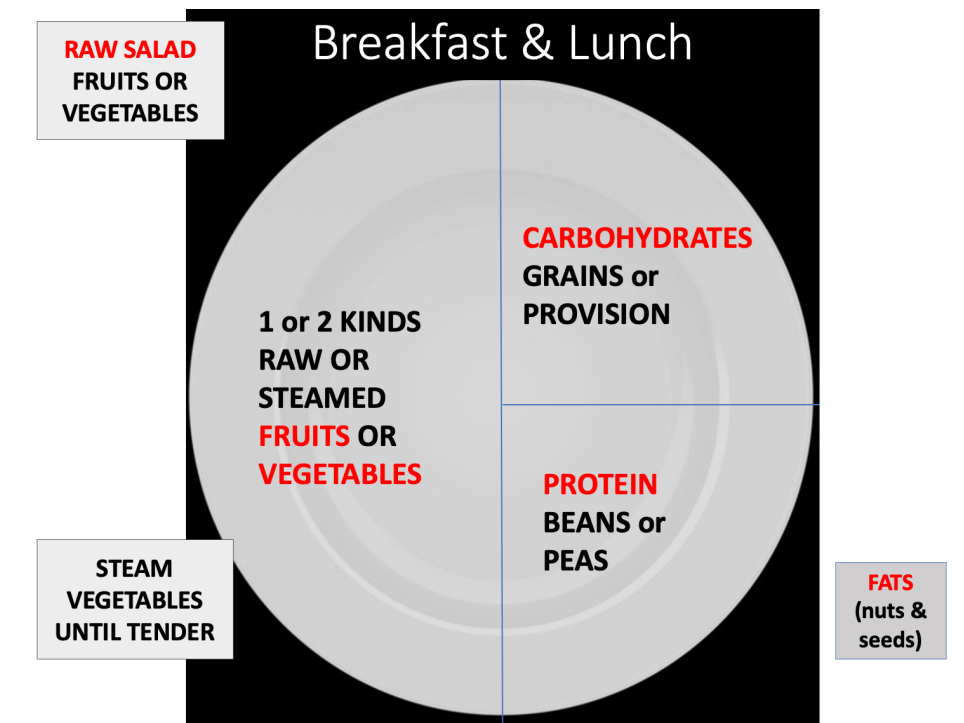 Breakfast & Lunch
RAW SALAD
FRUITS OR
VEGETABLES
CARBOHYDRATES
GRAINS or
PROVISION
1 or 2 KINDS
RAW OR
STEAMED
FRUITS OR
VEGETABLES
PROTEIN
BEANS or
PEAS
STEAM
VEGETABLES
UNTIL TENDER
FATS
(nuts &
seeds)